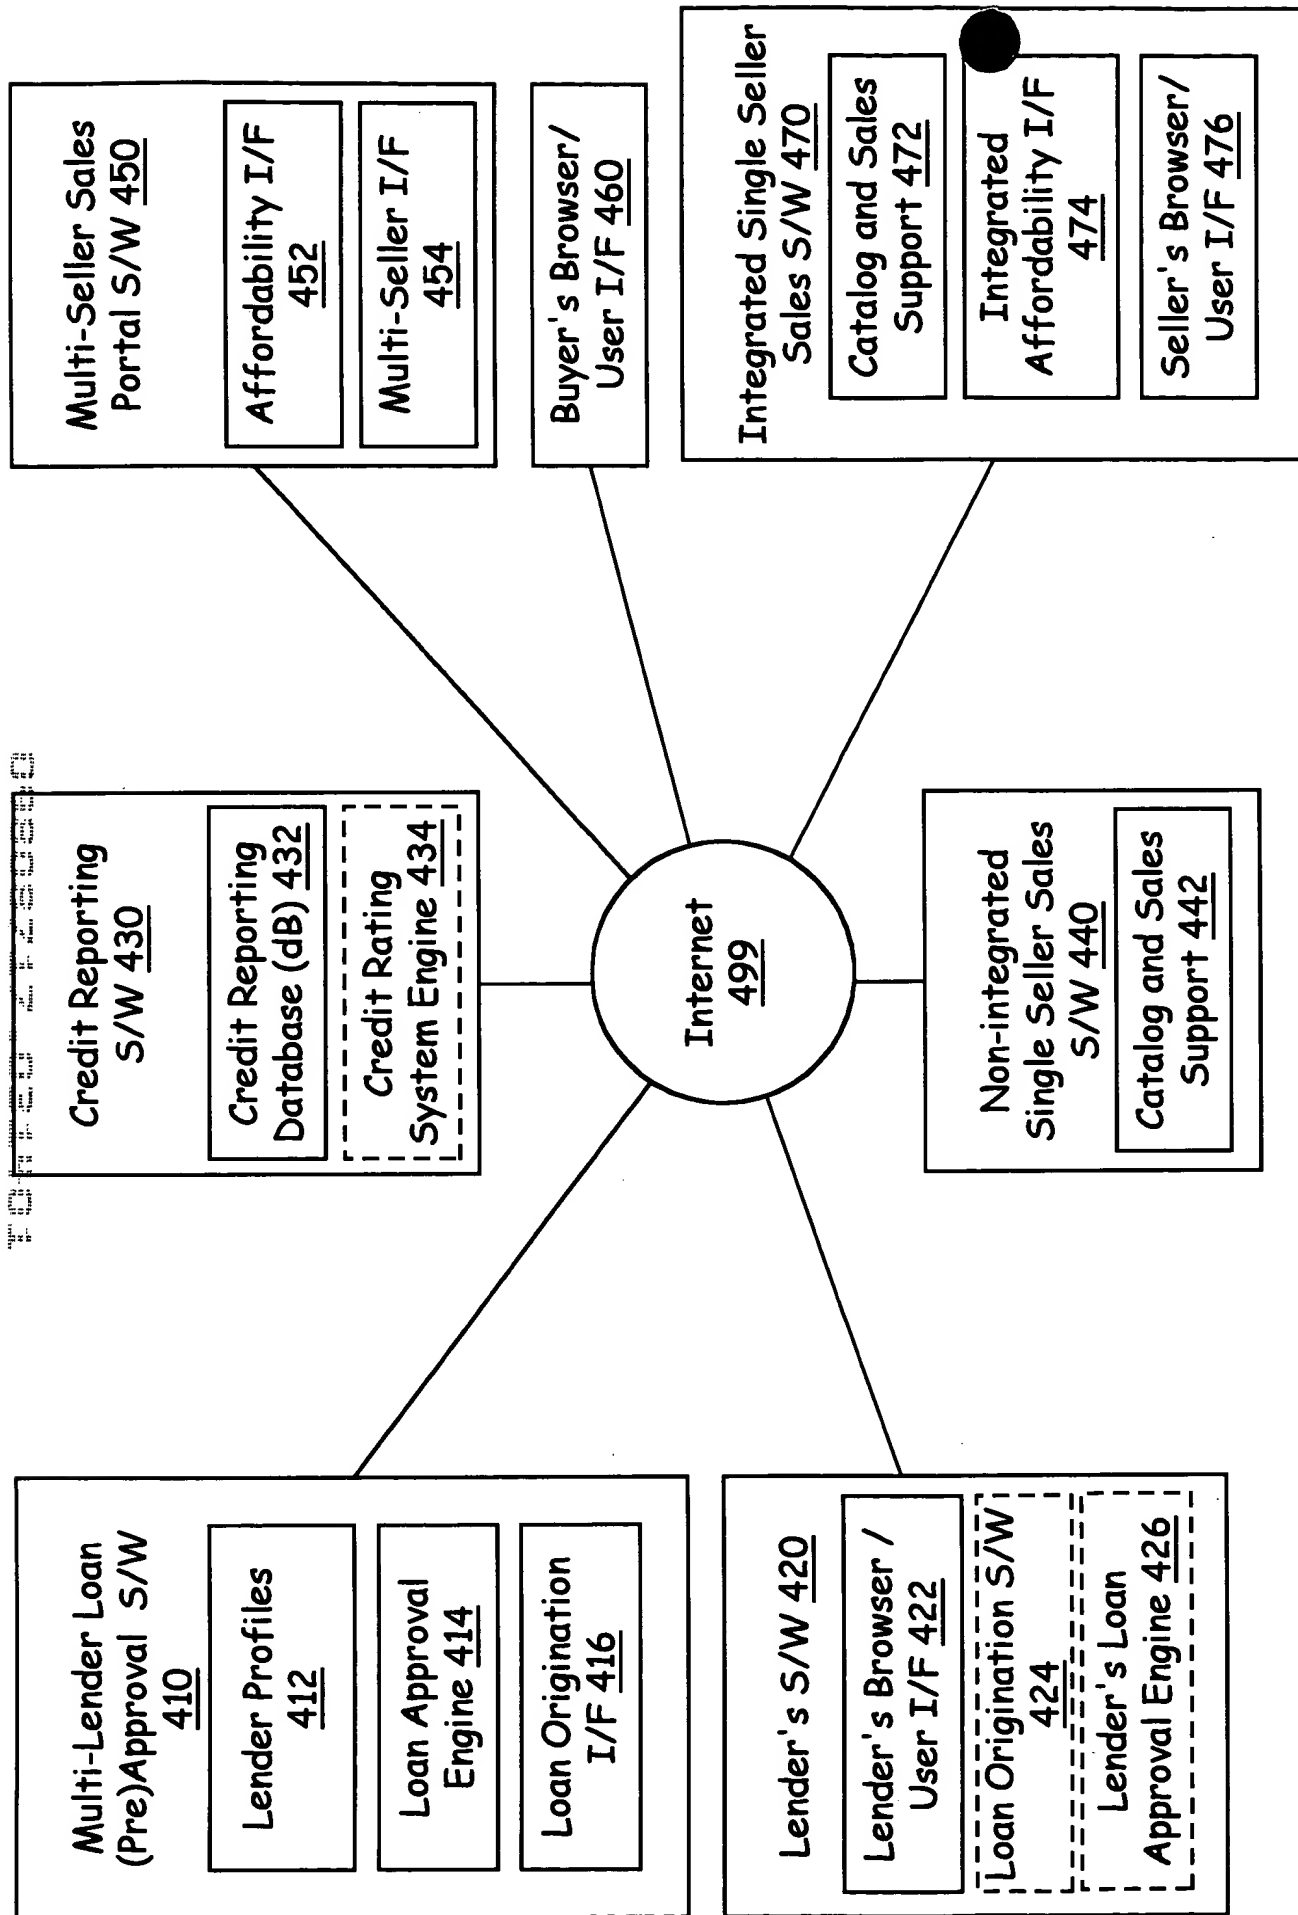 Multi-Lender Loan
(Pre)Approval S/W
410
Lender Profiles
412
Loan Approval
Engine 414
Loan Origination
I/F 416
Lender's S/W 420
Lender's Browser /
User I/F 422
Loan Origination S/W
424
Lender's Loan
Approval Engine 426
Credit Reporting
S/W 430
Credit Reporting
Database (dB) 432
Credit Rating
System Engine 434
Internet
499
Non-integrated
Single Seller Sales
S/W 440
Catalog and Sales
Support 442
Multi-Seller Sales
Portal S/W 450
Affordability I/F
452
Multi-Seller I/F
454
Buyer's Browser/
User I/F 460
Integrated Single Seller
Sales S/W 470
Catalog and Sales
Support 472
Integrated
Affordability I/F
474
Seller's Browser/
User I/F 476